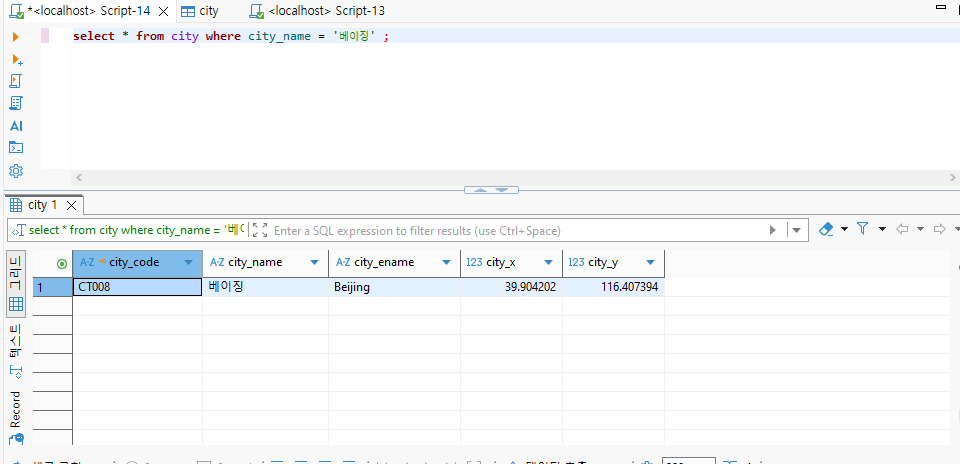 *<localhost> Script-14 city <localhost> Script-13
select * from city where city_name = '베이징' ;
AI
city 1
select * from city where city_name = '베이 Enter a SQL expression to filter results (use Ctrl+Space)
그리드
A-Z city_code A-Z city_name A-Z city_ename 123 city_x 123 city_y
1 CT008 베이징 Beijing 39.904202 116.407394
텍스트
Record